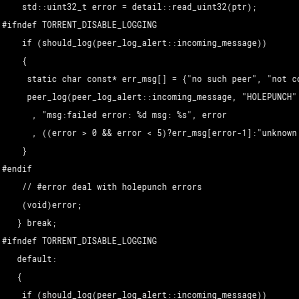 std::uint32_t error = detail::read_uint32(ptr);
#ifndef TORRENT_DISABLE_LOGGING
if (should_log(peer_log_alert::incoming_message))
{
static char const* err_msg[] = {"no such peer", "not co
peer_log(peer_log_alert::incoming_message, "HOLEPUNCH"
, "msg:failed error: %d msg: %s", error
, ((error > 0 && error < 5)?err_msg[error-1]:"unknown
}
#endif
// #error deal with holepunch errors
(void)error;
} break;
#ifndef TORRENT_DISABLE_LOGGING
default:
{
if (should_log(peer_log_alert::incoming_message))